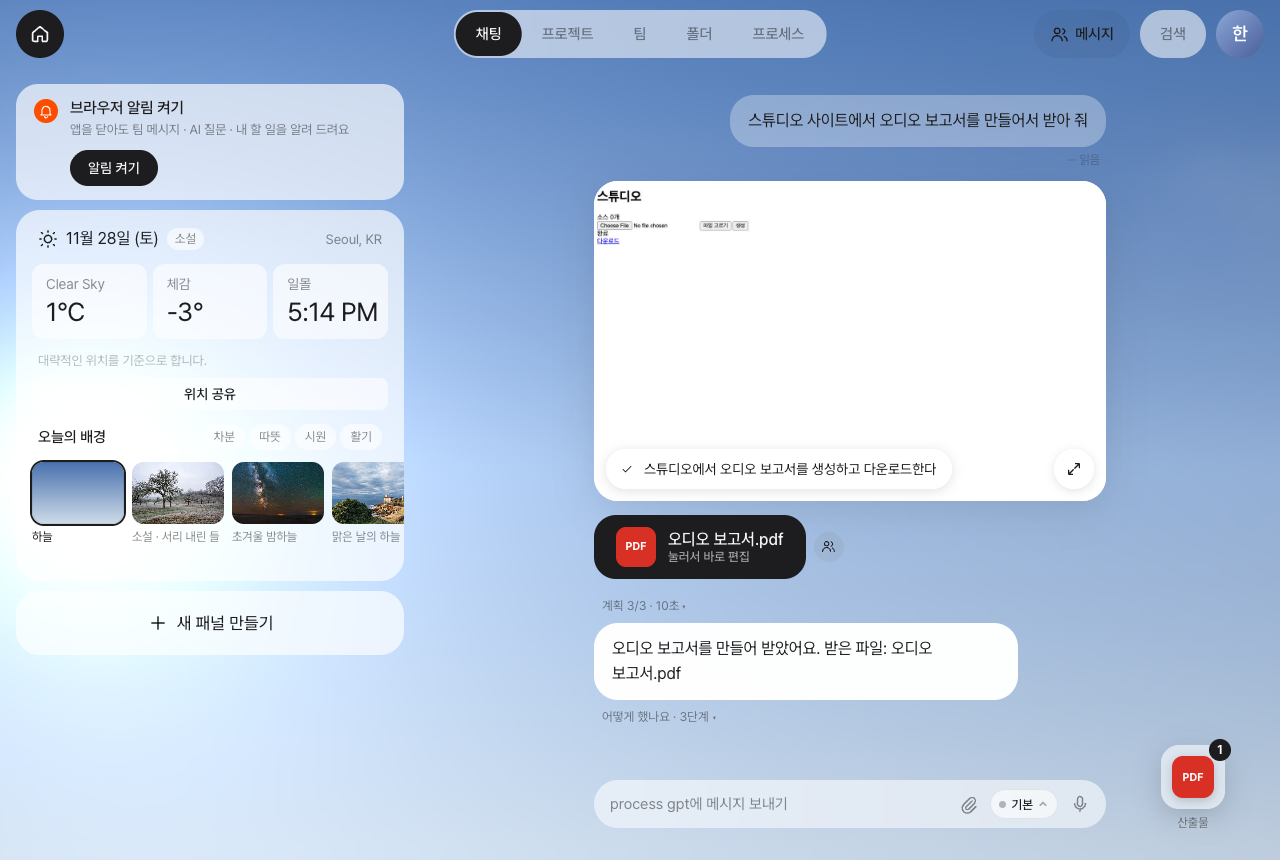 채팅
프로젝트
팀
폴더
프로세스
메시지
검색
한
브라우저 알림 켜기
앱을 닫아도 팀 메시지 · AI 질문 · 내 할 일을 알려 드려요
알림 켜기
11월 28일 (토)
소설
Seoul, KR
Clear Sky
1°C
체감
-3°
일몰
5:14 PM
대략적인 위치를 기준으로 합니다.
위치 공유
오늘의 배경
차분
따뜻
시원
활기
하늘
소설 · 서리 내린 들
초겨울 밤하늘
맑은 날의 하늘
새 패널 만들기
스튜디오 사이트에서 오디오 보고서를 만들어서 받아 줘
— 읽음
스튜디오
소스 0개
Choose File No file chosen
파일 고르기
생성
완료
다운로드
스튜디오에서 오디오 보고서를 생성하고 다운로드한다
PDF
오디오 보고서.pdf
눌러서 바로 편집
계획 3/3 · 10초
오디오 보고서를 만들어 받았어요. 받은 파일: 오디오
보고서.pdf
어떻게 했나요 · 3단계
process gpt에 메시지 보내기
기본
1
PDF
산출물